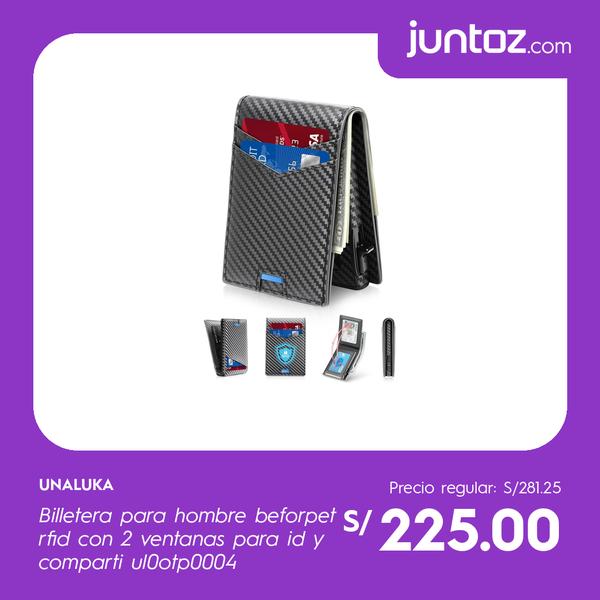 juntoz.com
VISA
UNALUKA
Precio regular: S/281.25
Billetera para hombre beforpet
rfid con 2 ventanas para id y
comparti ul0otp0004
S/ 225.00